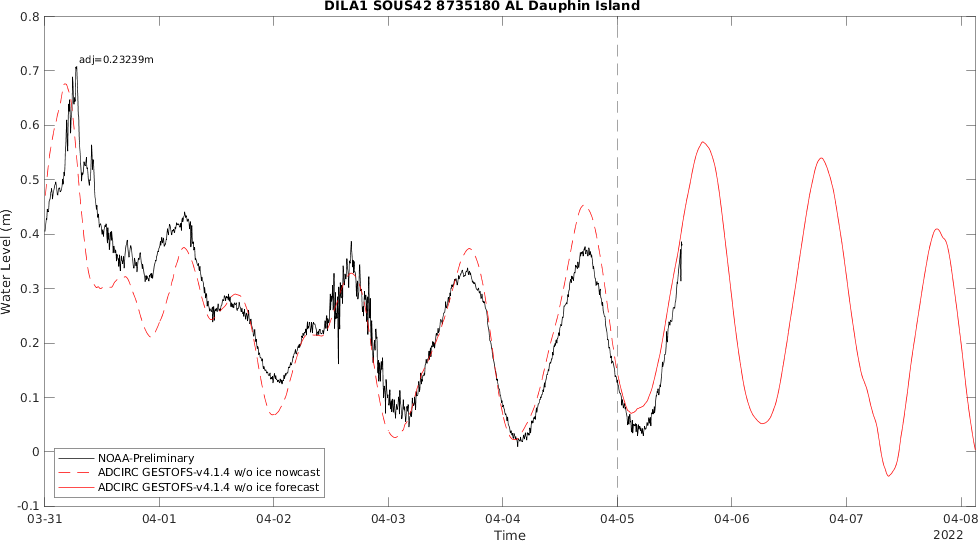 DILA1 SOUS42 8735180 AL Dauphin Island
0.8
adj=0.23239m
0.7
0.6
0.5
0.4
0.3
0.2
0.1
0
-0.1
Water Level (m)
NOAA-Preliminary
ADCIRC GESTOFS-v4.1.4 w/o ice nowcast
ADCIRC GESTOFS-v4.1.4 w/o ice forecast
03-31 04-01 04-02 04-03 04-04 04-05 04-06 04-07 04-08
Time
2022